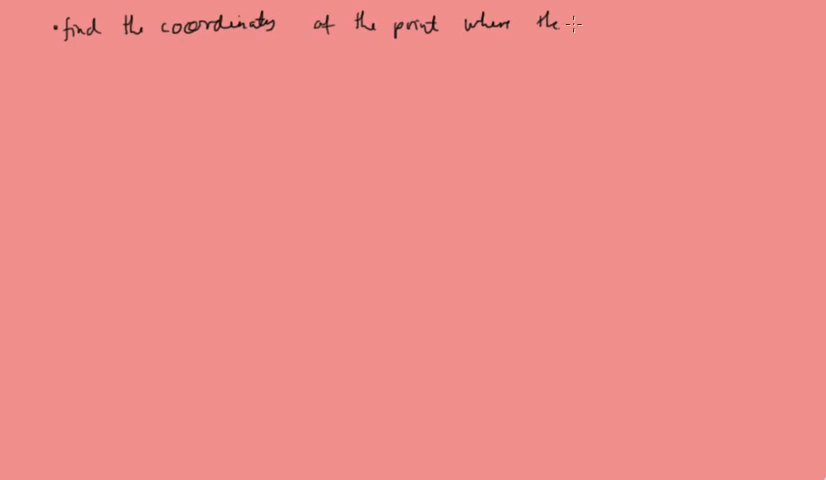 •find the coordinates of the point where the